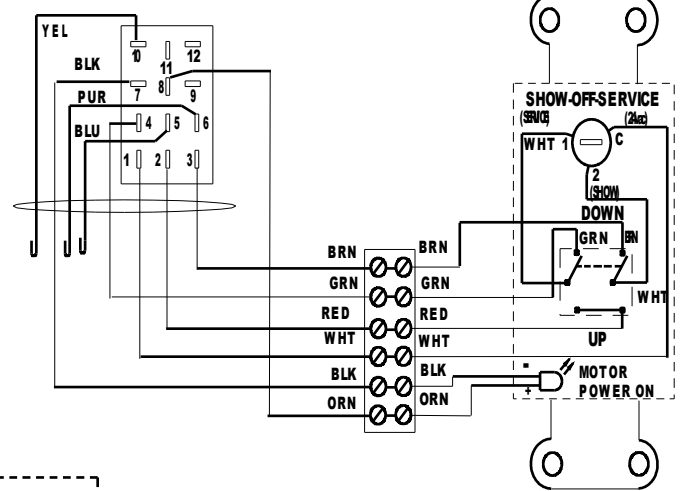 YEL
10 11 12
BLK
7 8 9
PUR
4 5 6
BLU
1 2 3
SHOW-OFF-SERVICE
(SERVICE) (24vac)
WHT 1 C
2
(SHOW)
DOWN
GRN BRN
WHT
UP
BRN BRN
GRN GRN
RED RED
WHT WHT
BLK BLK
ORN ORN
-
+
MOTOR
POWER ON